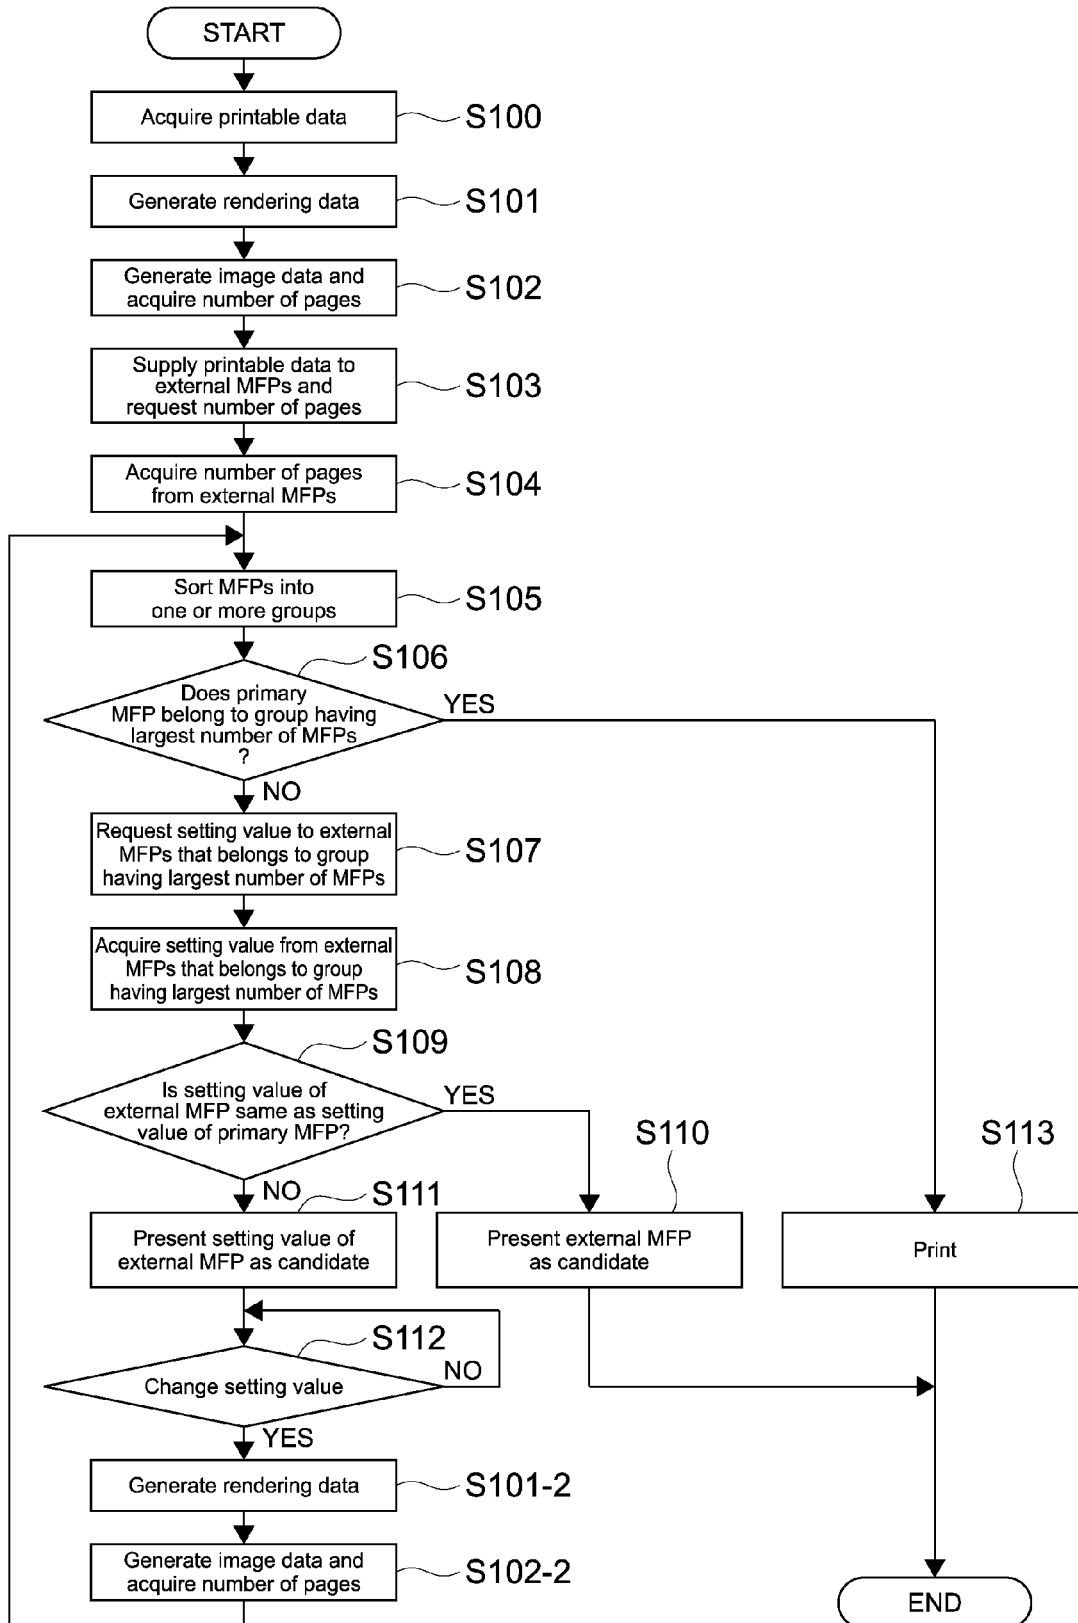 START
Acquire printable data
S100
Generate rendering data
S101
Generate image data and
acquire number of pages
S102
Supply printable data to
external MFPs and
request number of pages
S103
Acquire number of pages
from external MFPs
S104
Sort MFPs into
one or more groups
S105
S106
Does primary
MFP belong to group having
largest number of MFPs
?
YES
NO
Request setting value to external
MFPs that belongs to group
having largest number of MFPs
S107
Acquire setting value from external
MFPs that belongs to group
having largest number of MFPs
S108
S109
Is setting value of
external MFP same as setting
value of primary MFP?
YES
NO
S110
S113
S111
Present setting value of
external MFP as candidate
Present external MFP
as candidate
Print
S112
Change setting value
NO
YES
Generate rendering data
S101-2
Generate image data and
acquire number of pages
S102-2
END